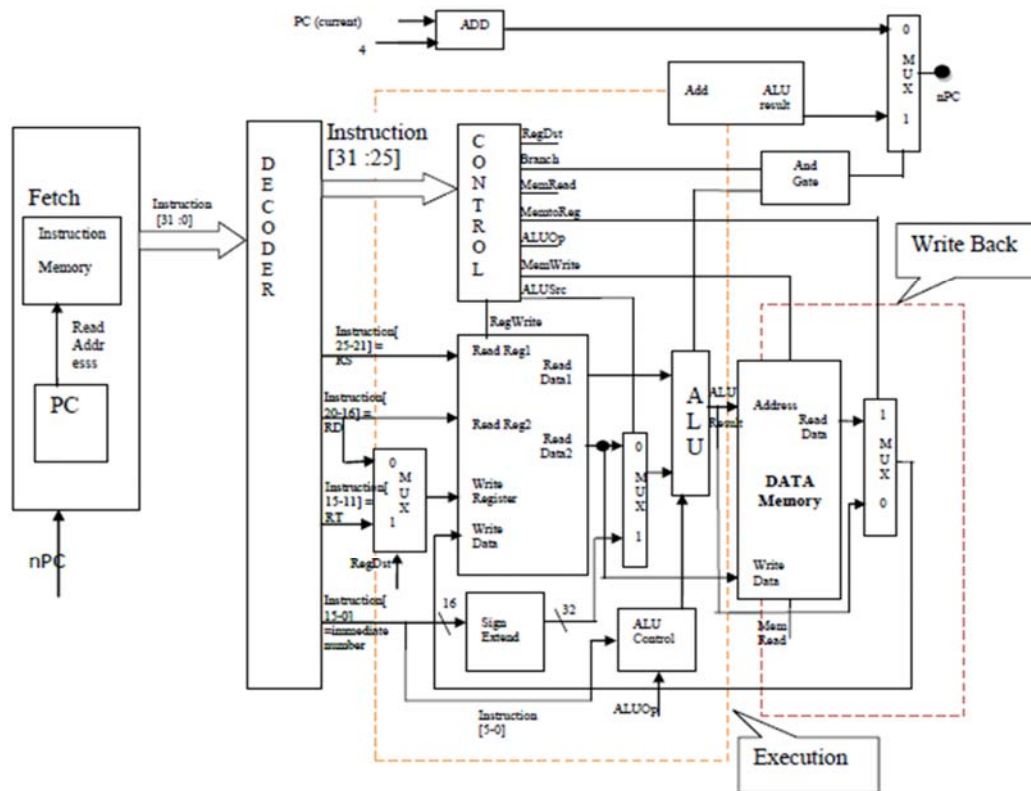 PC (current)
4
ADD
0
M
U
X
1
nPC
Add
ALU
result
And
Gate
Fetch
Instruction
Memory
Read
Addr
esss
PC
nPC
Instruction
[31 :0]
D
E
C
O
D
E
R
Instruction
[31 :25]
C
O
N
T
R
O
L
RegDst
Branch
MemRead
MemtoReg
ALUOp
MemWrite
ALUSrc
RegWrite
Write Back
Instruction[
25-21] =
RS
Instruction[
20-16] =
RD
Instruction[
15-11] =
RT
Instruction[
15-0]
=immediate
number
0
M
U
X
1
RegDst
Read Reg1
Read
Data1
Read Reg2
Read
Data2
Write
Register
Write
Data
0
M
U
X
1
A
L
U
ALU
Result
Address
Read
Data
DATA
Memory
Write
Data
Mem
Read
1
M
U
X
0
16
Sign
Extend
32
ALU
Control
ALUOp
Instruction
[5-0]
Execution